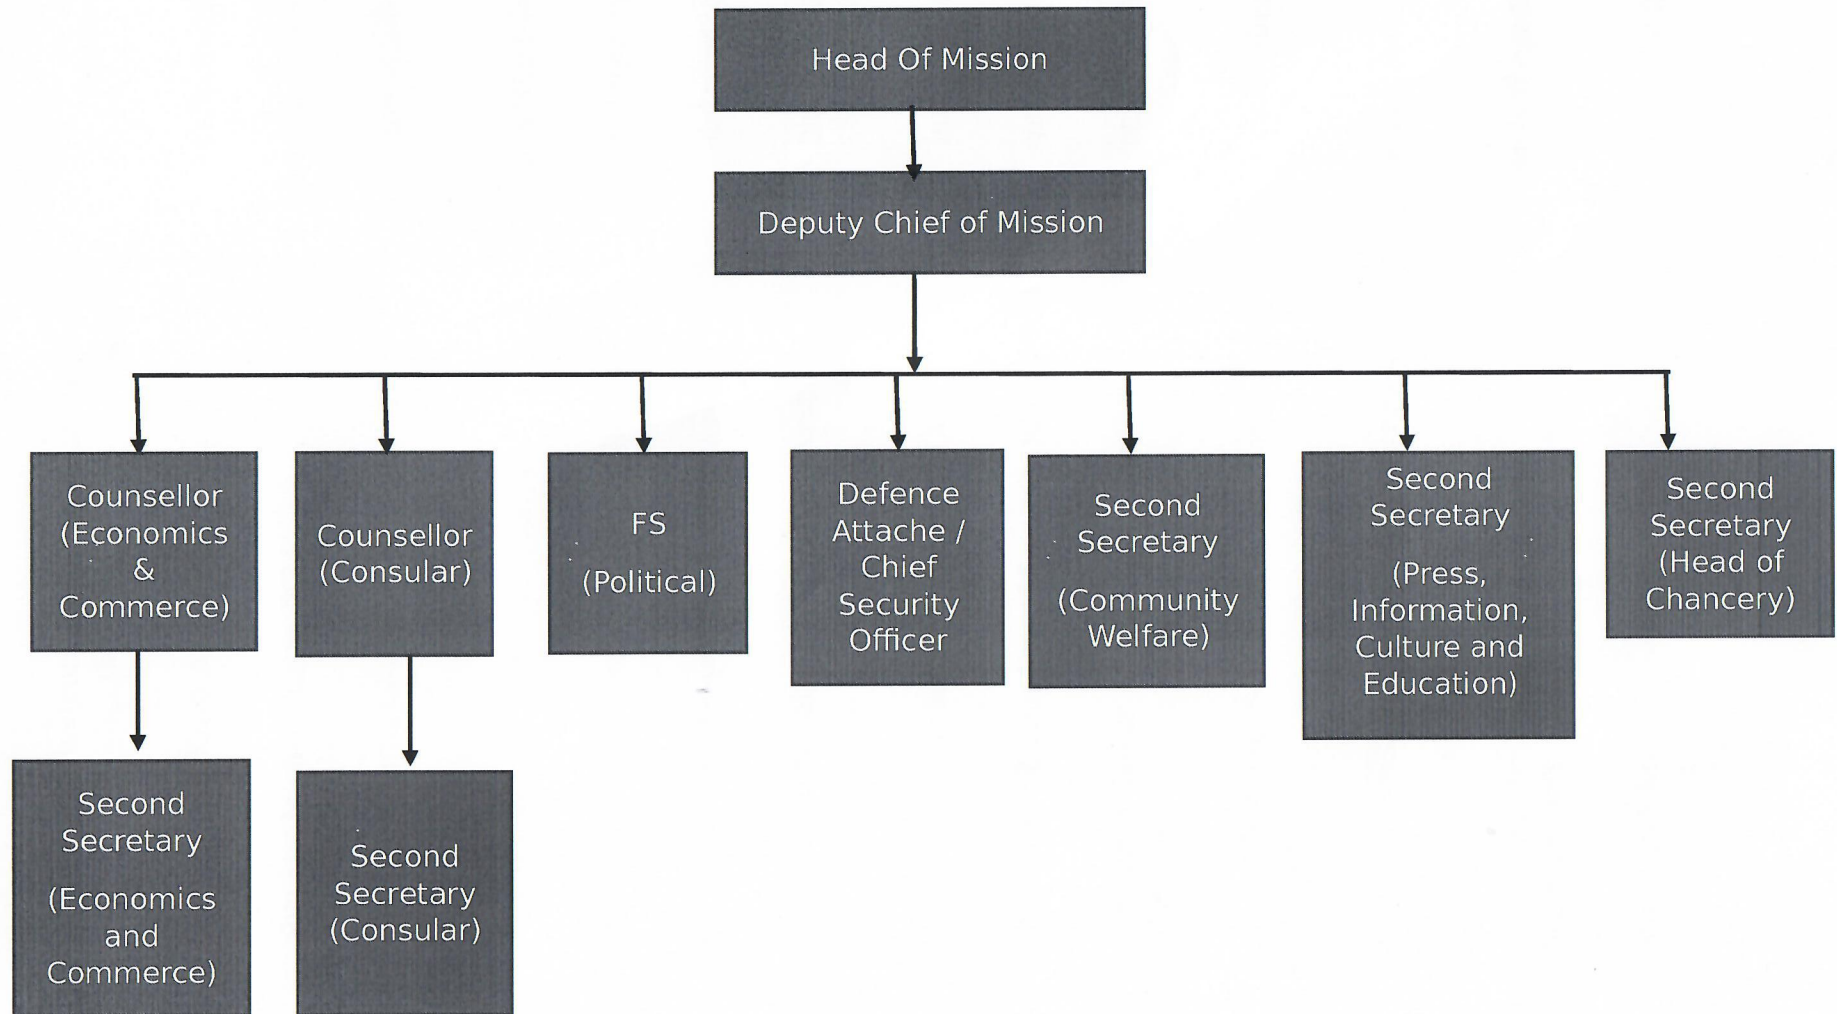 Head Of Mission
Deputy Chief of Mission
Counsellor
(Economics
&
Commerce)
Counsellor
(Consular)
FS
(Political)
Defence
Attache /
Chief
Security
Officer
Second
Secretary
(Community
Welfare)
Second
Secretary
(Press,
Information,
Culture and
Education)
Second
Secretary
(Head of
Chancery)
Second
Secretary
(Economics
and
Commerce)
Second
Secretary
(Consular)